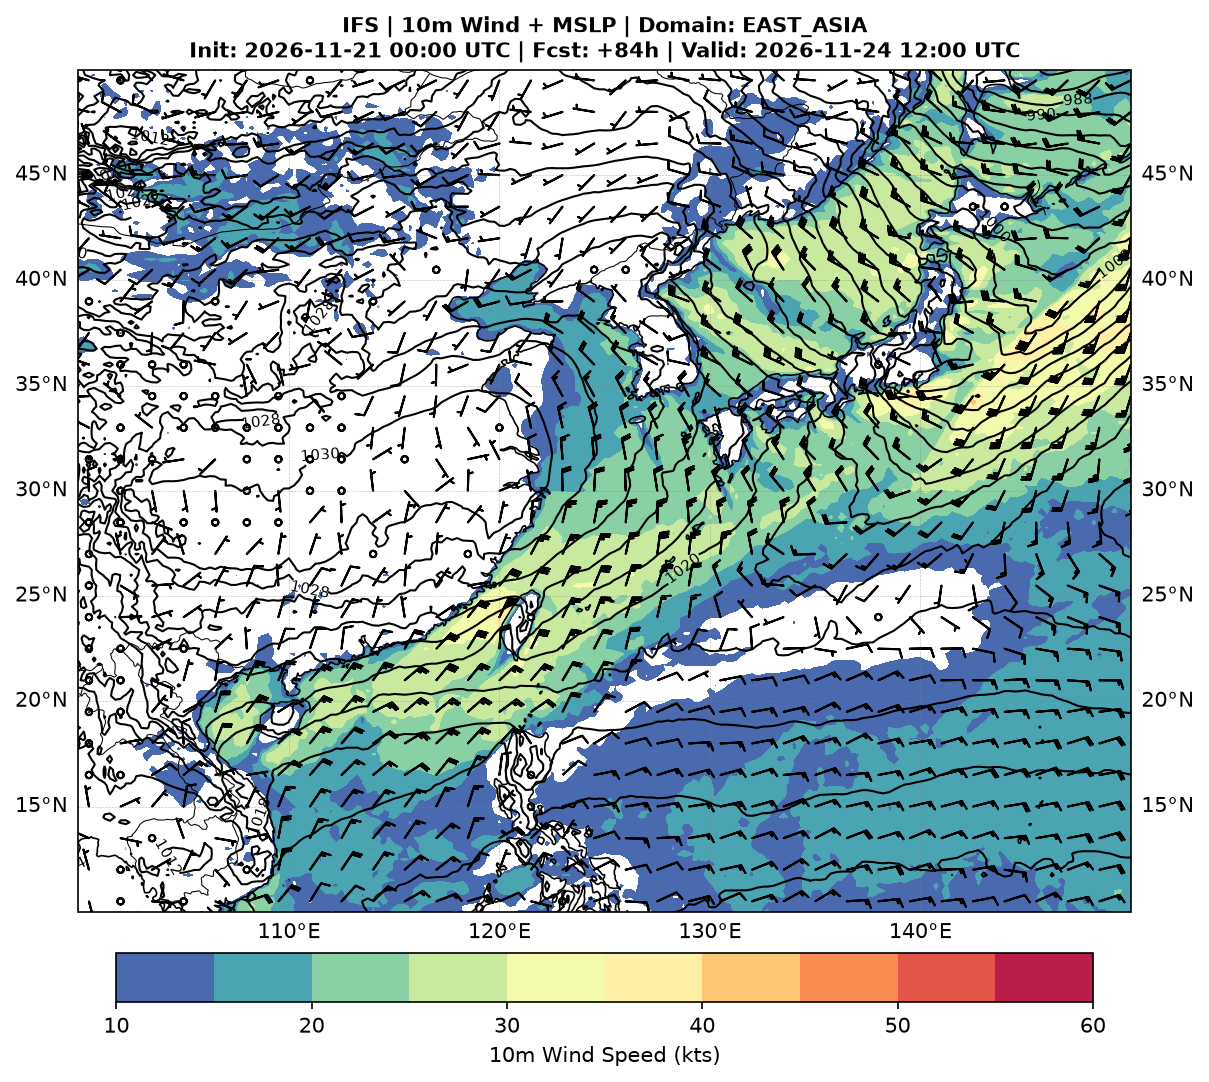 IFS | 10m Wind + MSLP | Domain: EAST_ASIA
Init: 2026-11-21 00:00 UTC | Fcst: +84h | Valid: 2026-11-24 12:00 UTC
988
990
45°N 45°N
40°N 40°N
1028
35°N 35°N
1028
1030
30°N 30°N
1020
1028
25°N 25°N
20°N 20°N
15°N 15°N
1018
110°E 120°E 130°E 140°E
10 20 30 40 50 60
10m Wind Speed (kts)